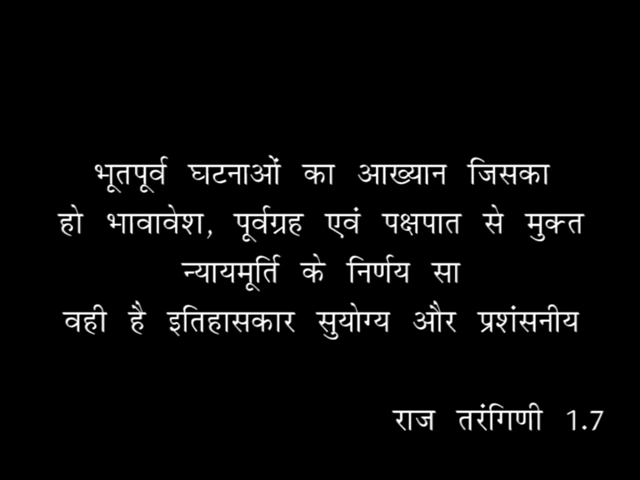 भूतपूर्व घटनाओं का आख्यान जिसका
हो भावावेश, पूर्वग्रह एवं पक्षपात से मुक्त
न्यायमूर्ति के निर्णय सा
वही है इतिहासकार सुयोग्य और प्रशंसनीय
राज तरंगिणी 1.7